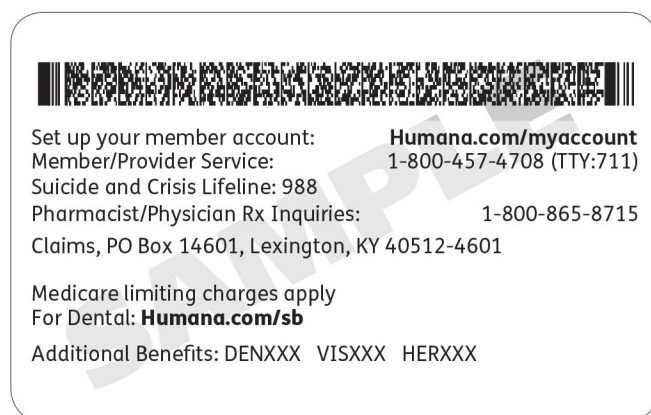 Set up your member account: Humana.com/myaccount
Member/Provider Service: 1-800-457-4708 (TTY:711)
Suicide and Crisis Lifeline: 988
Pharmacist/Physician Rx Inquiries: 1-800-865-8715
Claims, PO Box 14601, Lexington, KY 40512-4601
Medicare limiting charges apply
For Dental: Humana.com/sb
Additional Benefits: DENXXX VISXXX HERXXX
SAMPLE